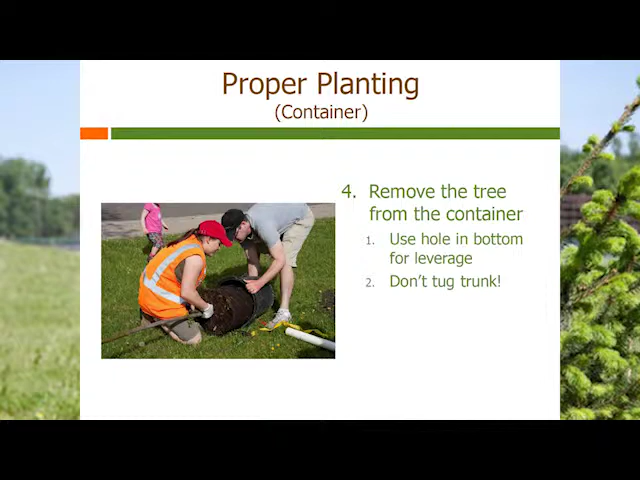 Proper Planting
(Container)
4. Remove the tree
from the container
1. Use hole in bottom
for leverage
2. Don't tug trunk!